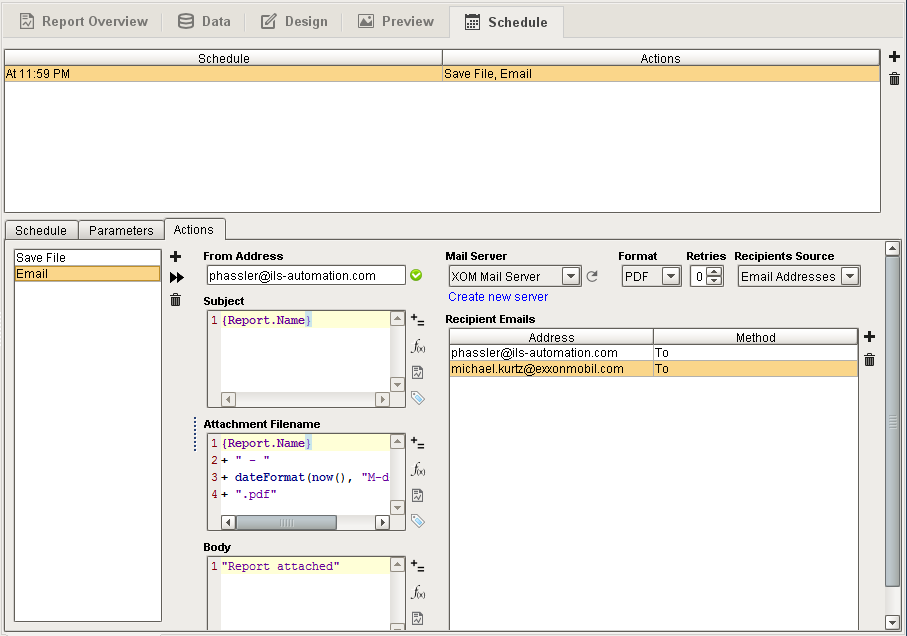 Report Overview Data Design Preview Schedule
Schedule Actions
At 11:59 PM Save File, Email
Schedule Parameters Actions
Save File
Email
From Address
phassler@ils-automation.com
Subject
1 {Report.Name}
f(x)
Attachment Filename
1 {Report.Name}
2 + " - "
3 + dateFormat(now(), "M-d
4 + ".pdf"
f(x)
Body
1 "Report attached"
f(x)
Mail Server Format Retries Recipients Source
XOM Mail Server PDF 0 Email Addresses
Create new server
Recipient Emails
Address Method
phassler@ils-automation.com To
michael.kurtz@exxonmobil.com To